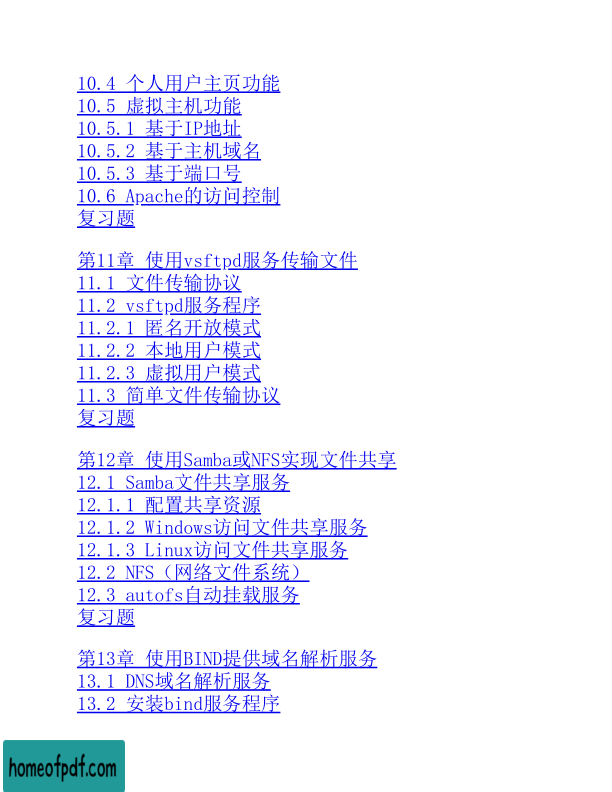 10.4 个人用户主页功能
10.5 虚拟主机功能
10.5.1 基于IP地址
10.5.2 基于主机域名
10.5.3 基于端口号
10.6 Apache的访问控制
复习题
第11章 使用vsftpd服务传输文件
11.1 文件传输协议
11.2 vsftpd服务程序
11.2.1 匿名开放模式
11.2.2 本地用户模式
11.2.3 虚拟用户模式
11.3 简单文件传输协议
复习题
第12章 使用Samba或NFS实现文件共享
12.1 Samba文件共享服务
12.1.1 配置共享资源
12.1.2 Windows访问文件共享服务
12.1.3 Linux访问文件共享服务
12.2 NFS（网络文件系统）
12.3 autofs自动挂载服务
复习题
第13章 使用BIND提供域名解析服务
13.1 DNS域名解析服务
13.2 安装bind服务程序
homeofpdf.com